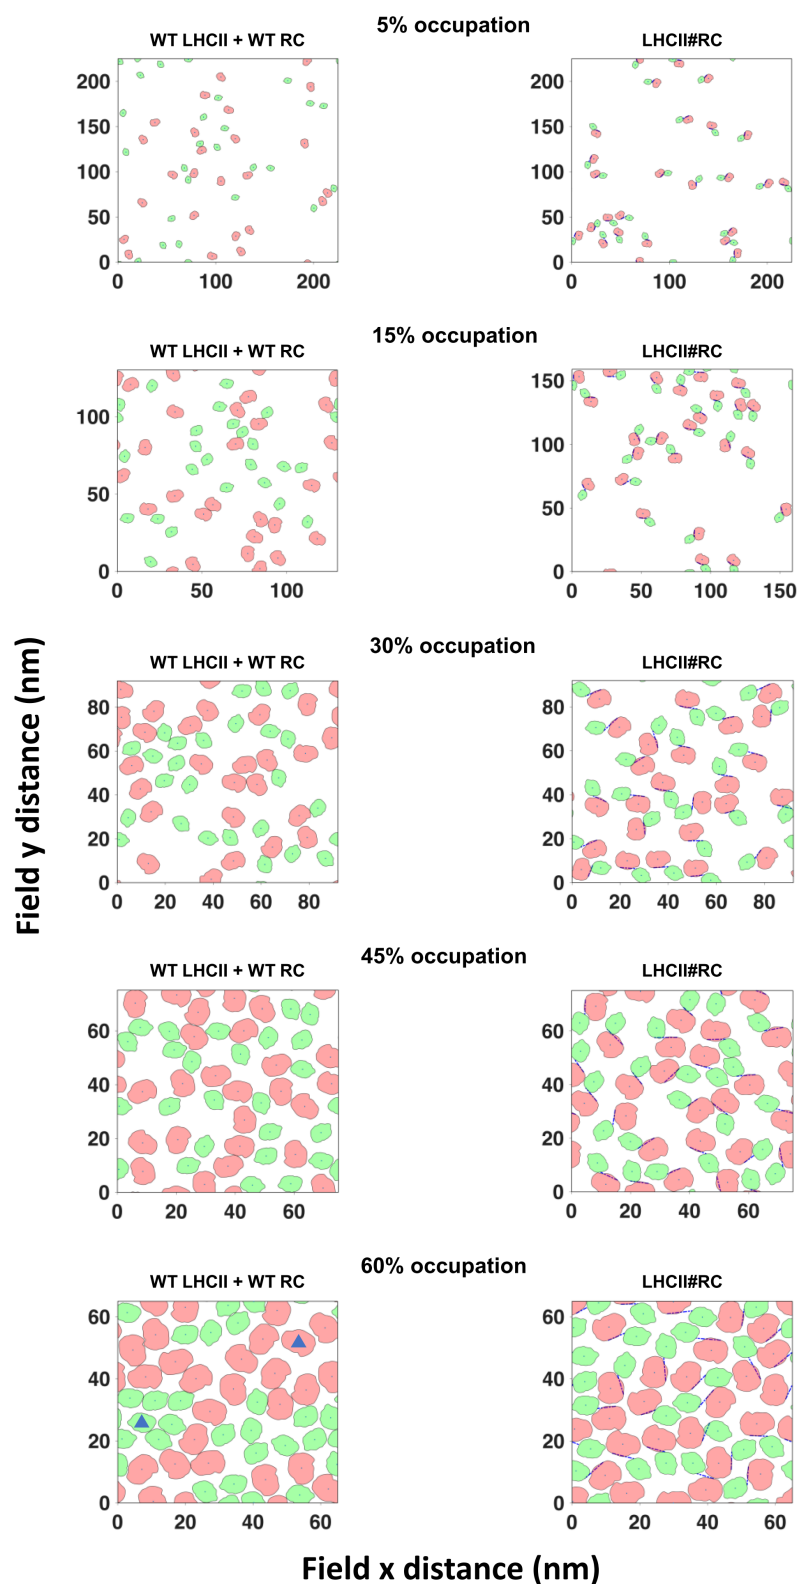 5% occupation
WT LHCII + WT RC
LHCII#RC
200
150
100
50
0
0 100 200
200
150
100
50
0
0 100 200
15% occupation
WT LHCII + WT RC
LHCII#RC
100
50
0
0 50 100
150
100
50
0
0 50 100 150
30% occupation
WT LHCII + WT RC
LHCII#RC
80
60
40
20
0
0 20 40 60 80
80
60
40
20
0
0 20 40 60 80
45% occupation
WT LHCII + WT RC
LHCII#RC
60
40
20
0
0 20 40 60
60
40
20
0
0 20 40 60
60% occupation
WT LHCII + WT RC
LHCII#RC
60
40
20
0
0 20 40 60
60
40
20
0
0 20 40 60
Field y distance (nm)
Field x distance (nm)